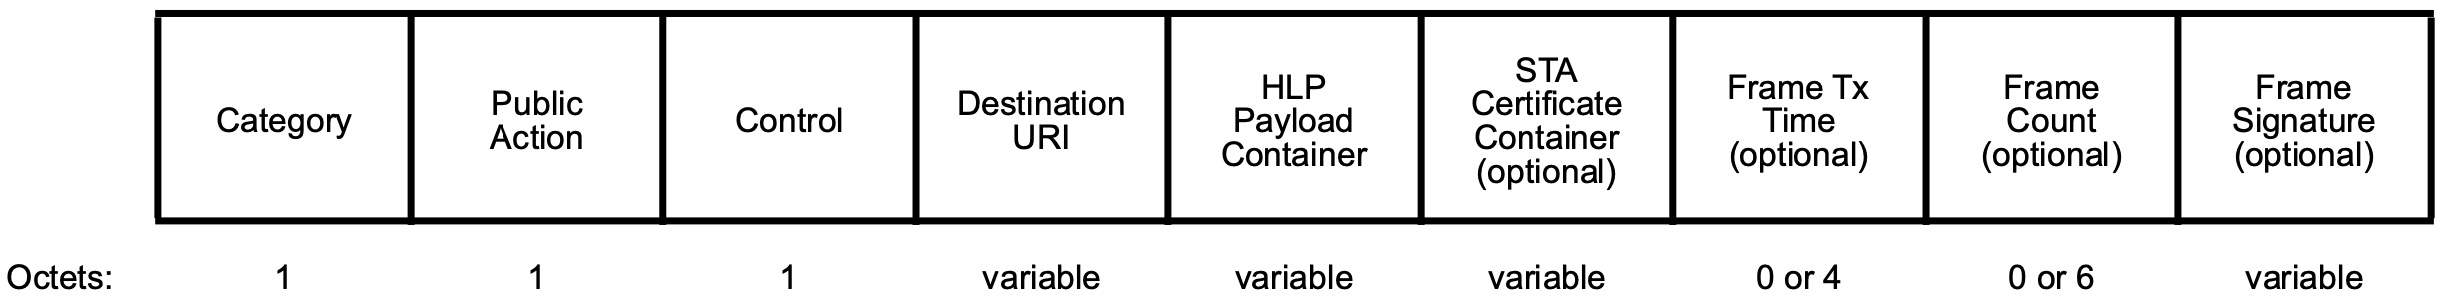 Category
Public
Action
Control
Destination
URI
HLP
Payload
Container
STA
Certificate
Container
(optional)
Frame Tx
Time
(optional)
Frame
Count
(optional)
Frame
Signature
(optional)
Octets: 1 1 1 variable variable variable 0 or 4 0 or 6 variable